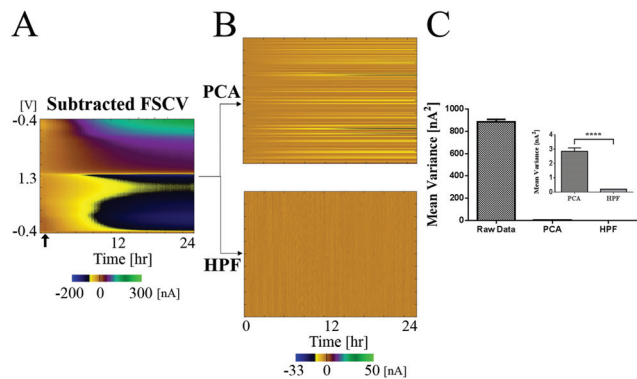 A
B
C
[V]
Subtracted FSCV
-0.4
1.3
-0.4
12
24
Time [hr]
-200
0
300
[nA]
PCA
HPF
0
12
24
Time [hr]
-33
0
50
[nA]
Mean Variance [nA²]
1000
800
600
400
200
0
Raw Data
PCA
HPF
Mean Variance [nA²]
4
3
2
1
0
****
PCA
HPF